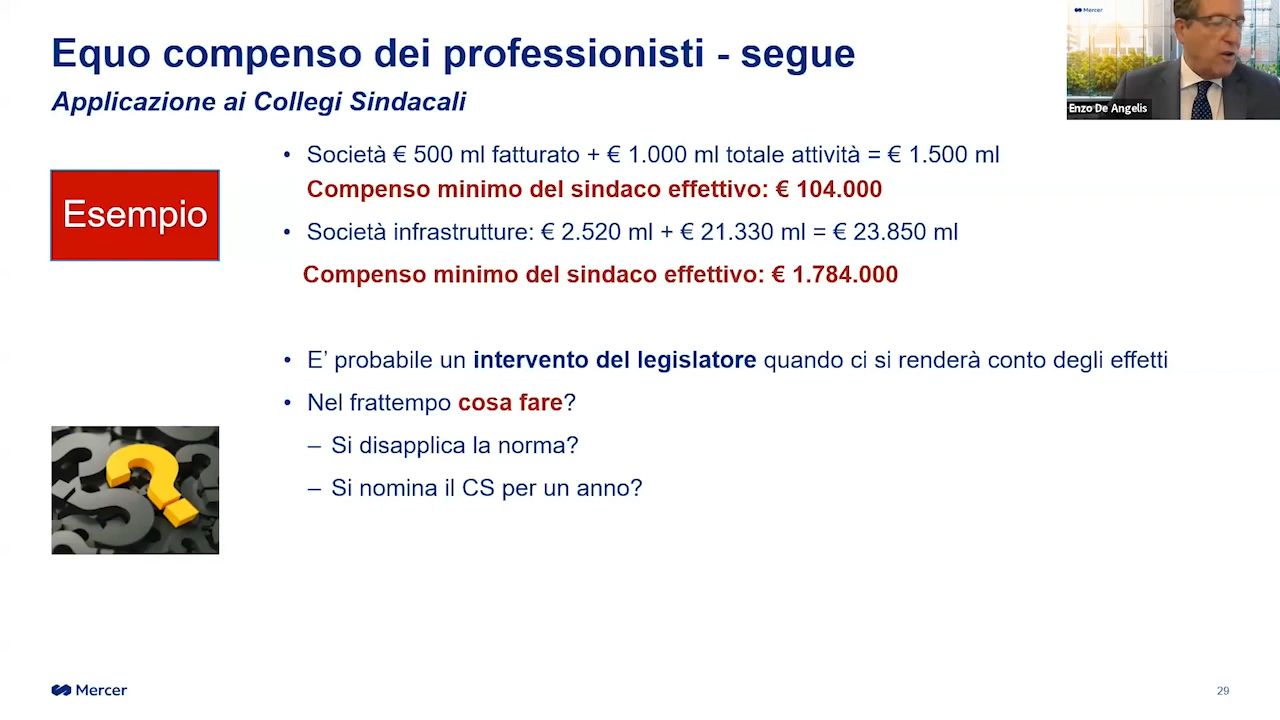 Equo compenso dei professionisti - segue
Applicazione ai Collegi Sindacali
Mercer
Enzo De Angelis
Esempio
• Società € 500 ml fatturato + € 1.000 ml totale attività = € 1.500 ml
Compenso minimo del sindaco effettivo: € 104.000
• Società infrastrutture: € 2.520 ml + € 21.330 ml = € 23.850 ml
Compenso minimo del sindaco effettivo: € 1.784.000
• E’ probabile un intervento del legislatore quando ci si renderà conto degli effetti
• Nel frattempo cosa fare?
– Si disapplica la norma?
– Si nomina il CS per un anno?
Mercer
29